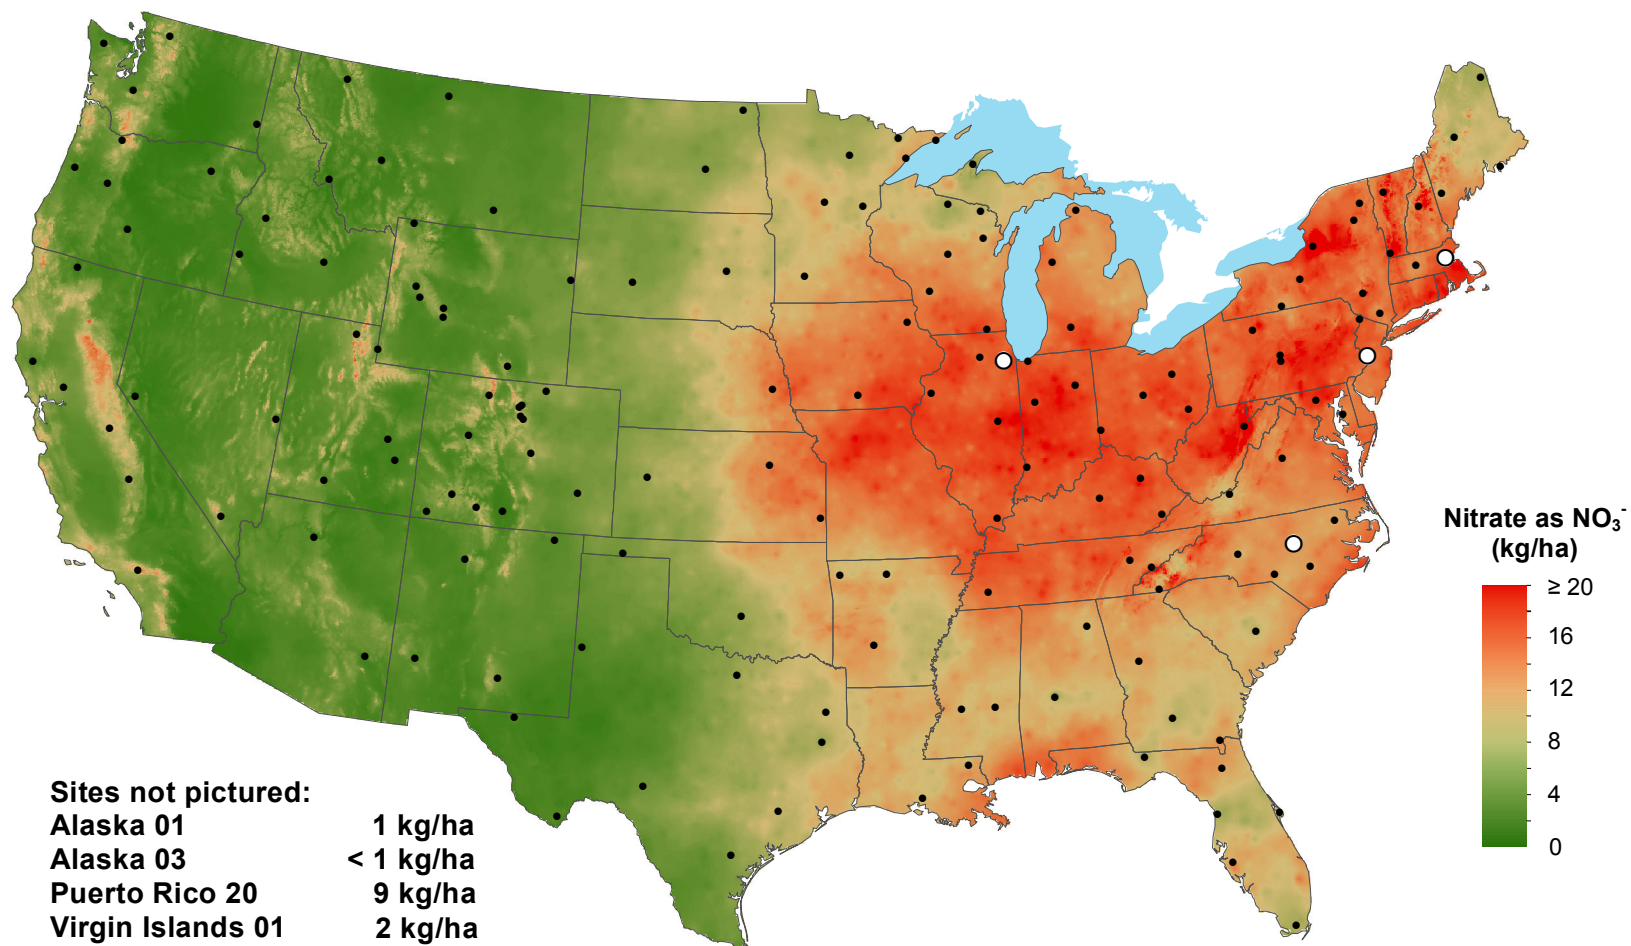 Nitrate as NO₃⁻
(kg/ha)
≥ 20
16
12
8
4
0
Sites not pictured:
Alaska 01 1 kg/ha
Alaska 03 < 1 kg/ha
Puerto Rico 20 9 kg/ha
Virgin Islands 01 2 kg/ha